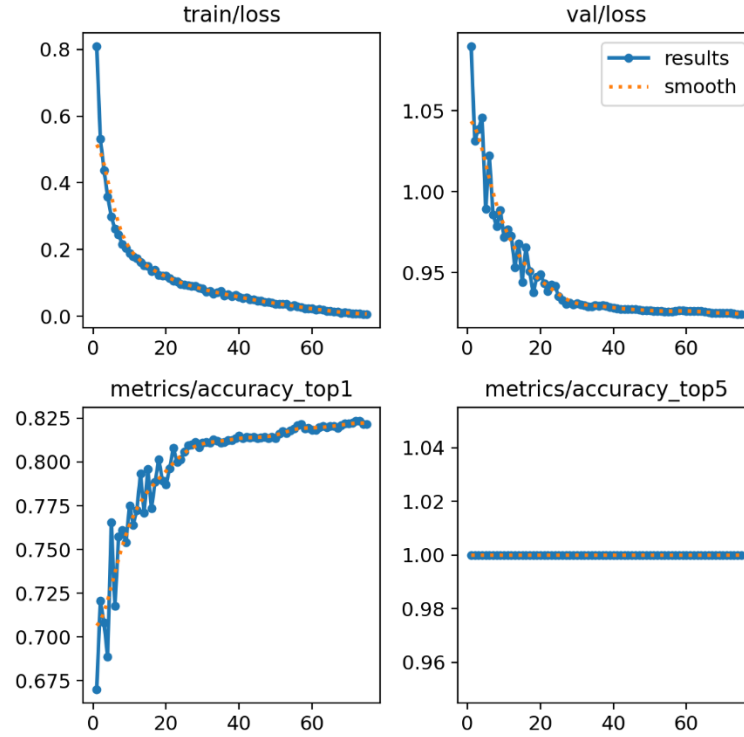 train/loss
0.8
0.6
0.4
0.2
0.0
0 20 40 60
val/loss
results
smooth
1.05
1.00
0.95
0 20 40 60
metrics/accuracy_top1
0.825
0.800
0.775
0.750
0.725
0.700
0.675
0 20 40 60
metrics/accuracy_top5
1.04
1.02
1.00
0.98
0.96
0 20 40 60